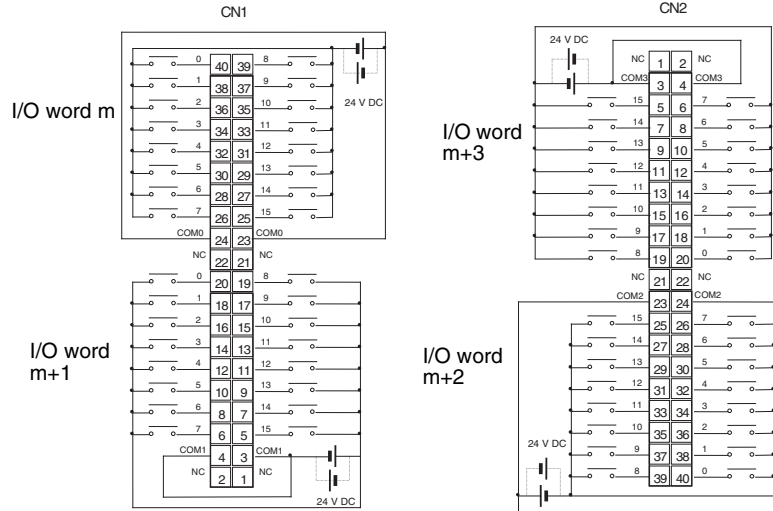 CN1
24 V DC
I/O word m
0 40 39 8
1 38 37 9
2 36 35 10
3 34 33 11
4 32 31 12
5 30 29 13
6 28 27 14
7 26 25 15
COM0 24 23 COM0
NC 22 21 NC
I/O word
m+1
0 20 19 8
1 18 17 9
2 16 15 10
3 14 13 11
4 12 11 12
5 10 9 13
6 8 7 14
7 6 5 15
COM1 4 3 COM1
NC 2 1 NC
24 V DC
CN2
24 V DC
NC 1 2 NC
COM3 3 4 COM3
I/O word
m+3
15 5 6 7
14 7 8 6
13 9 10 5
12 11 12 4
11 13 14 3
10 15 16 2
9 17 18 1
8 19 20 0
NC 21 22 NC
COM2 23 24 COM2
I/O word
m+2
15 25 26 7
14 27 28 6
13 29 30 5
12 31 32 4
11 33 34 3
10 35 36 2
9 37 38 1
8 39 40 0
24 V DC